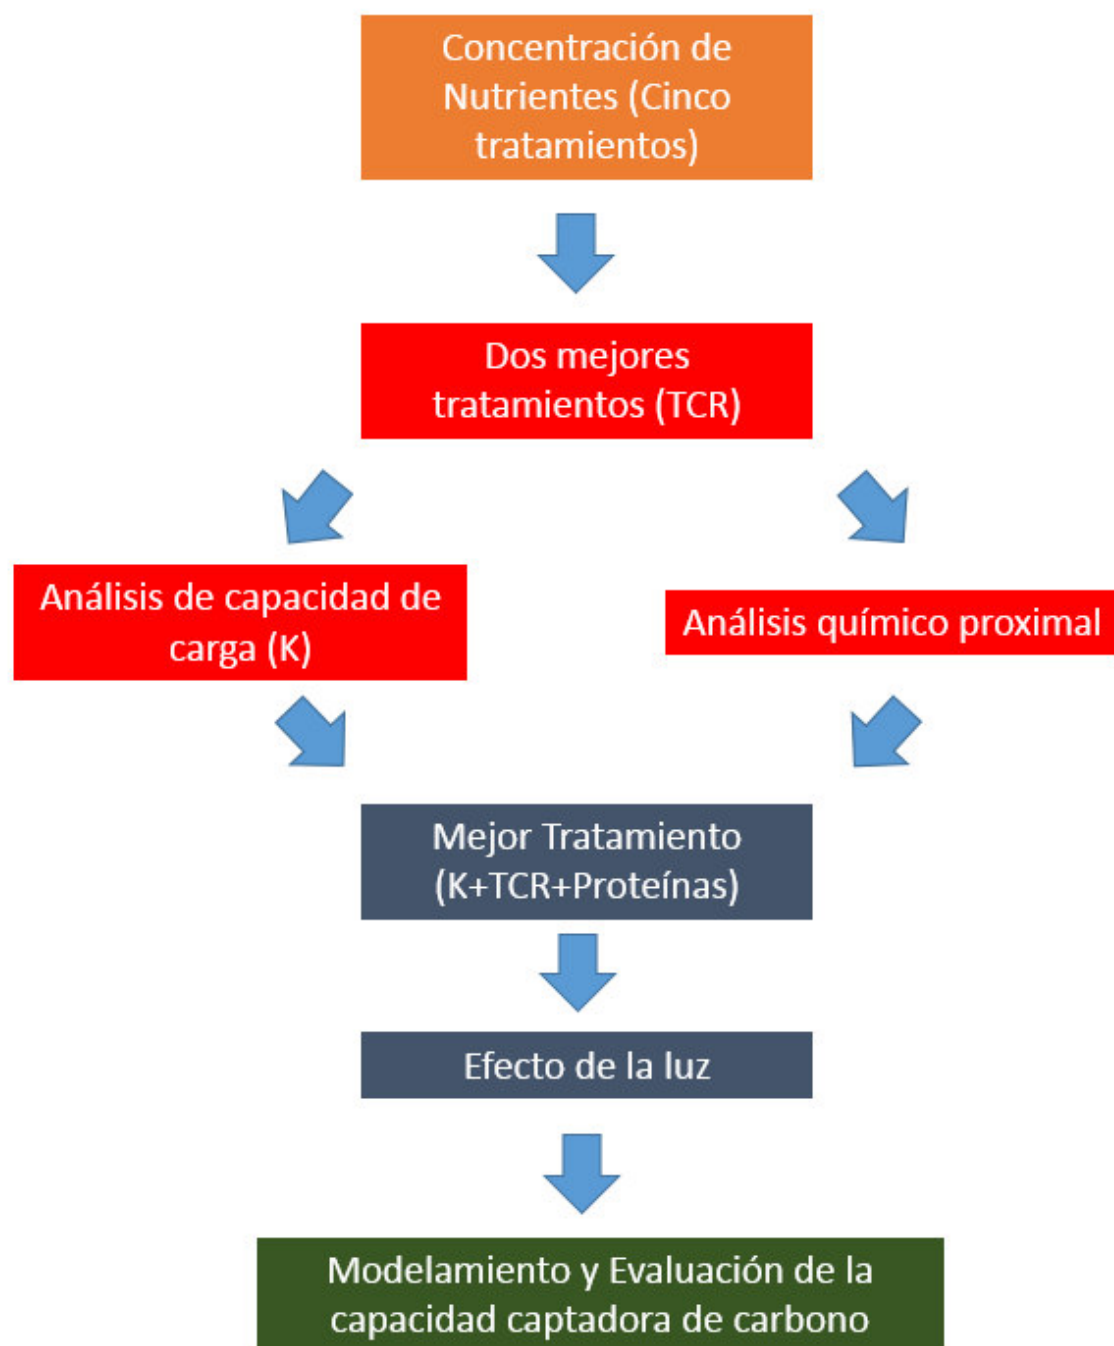 Concentración de
Nutrientes (Cinco
tratamientos)
Dos mejores
tratamientos (TCR)
Análisis de capacidad de
carga (K)
Análisis químico proximal
Mejor Tratamiento
(K+TCR+Proteínas)
Efecto de la luz
Modelamiento y Evaluación de la
capacidad captadora de carbono